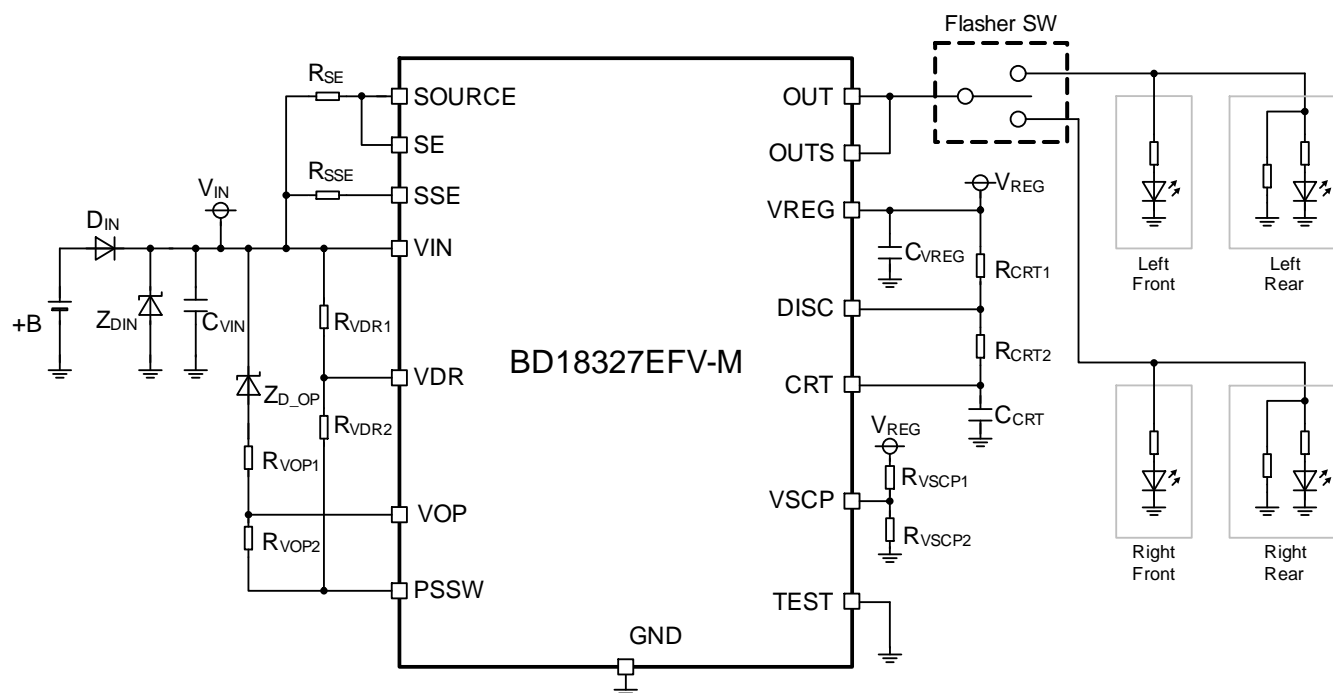 Flasher SW
RSE
SOURCE
SE
RSSE
SSE
VIN
DIN
VIN
+B
ZDIN
CVIN
RVDR1
VDR
ZD_OP
RVDR2
RVOP1
VOP
RVOP2
PSSW
BD18327EFV-M
GND
OUT
OUTS
VREG
VREG
CVREG
RCRT1
DISC
RCRT2
CRT
CCRT
VREG
RVSCP1
VSCP
RVSCP2
TEST
Left
Front
Left
Rear
Right
Front
Right
Rear